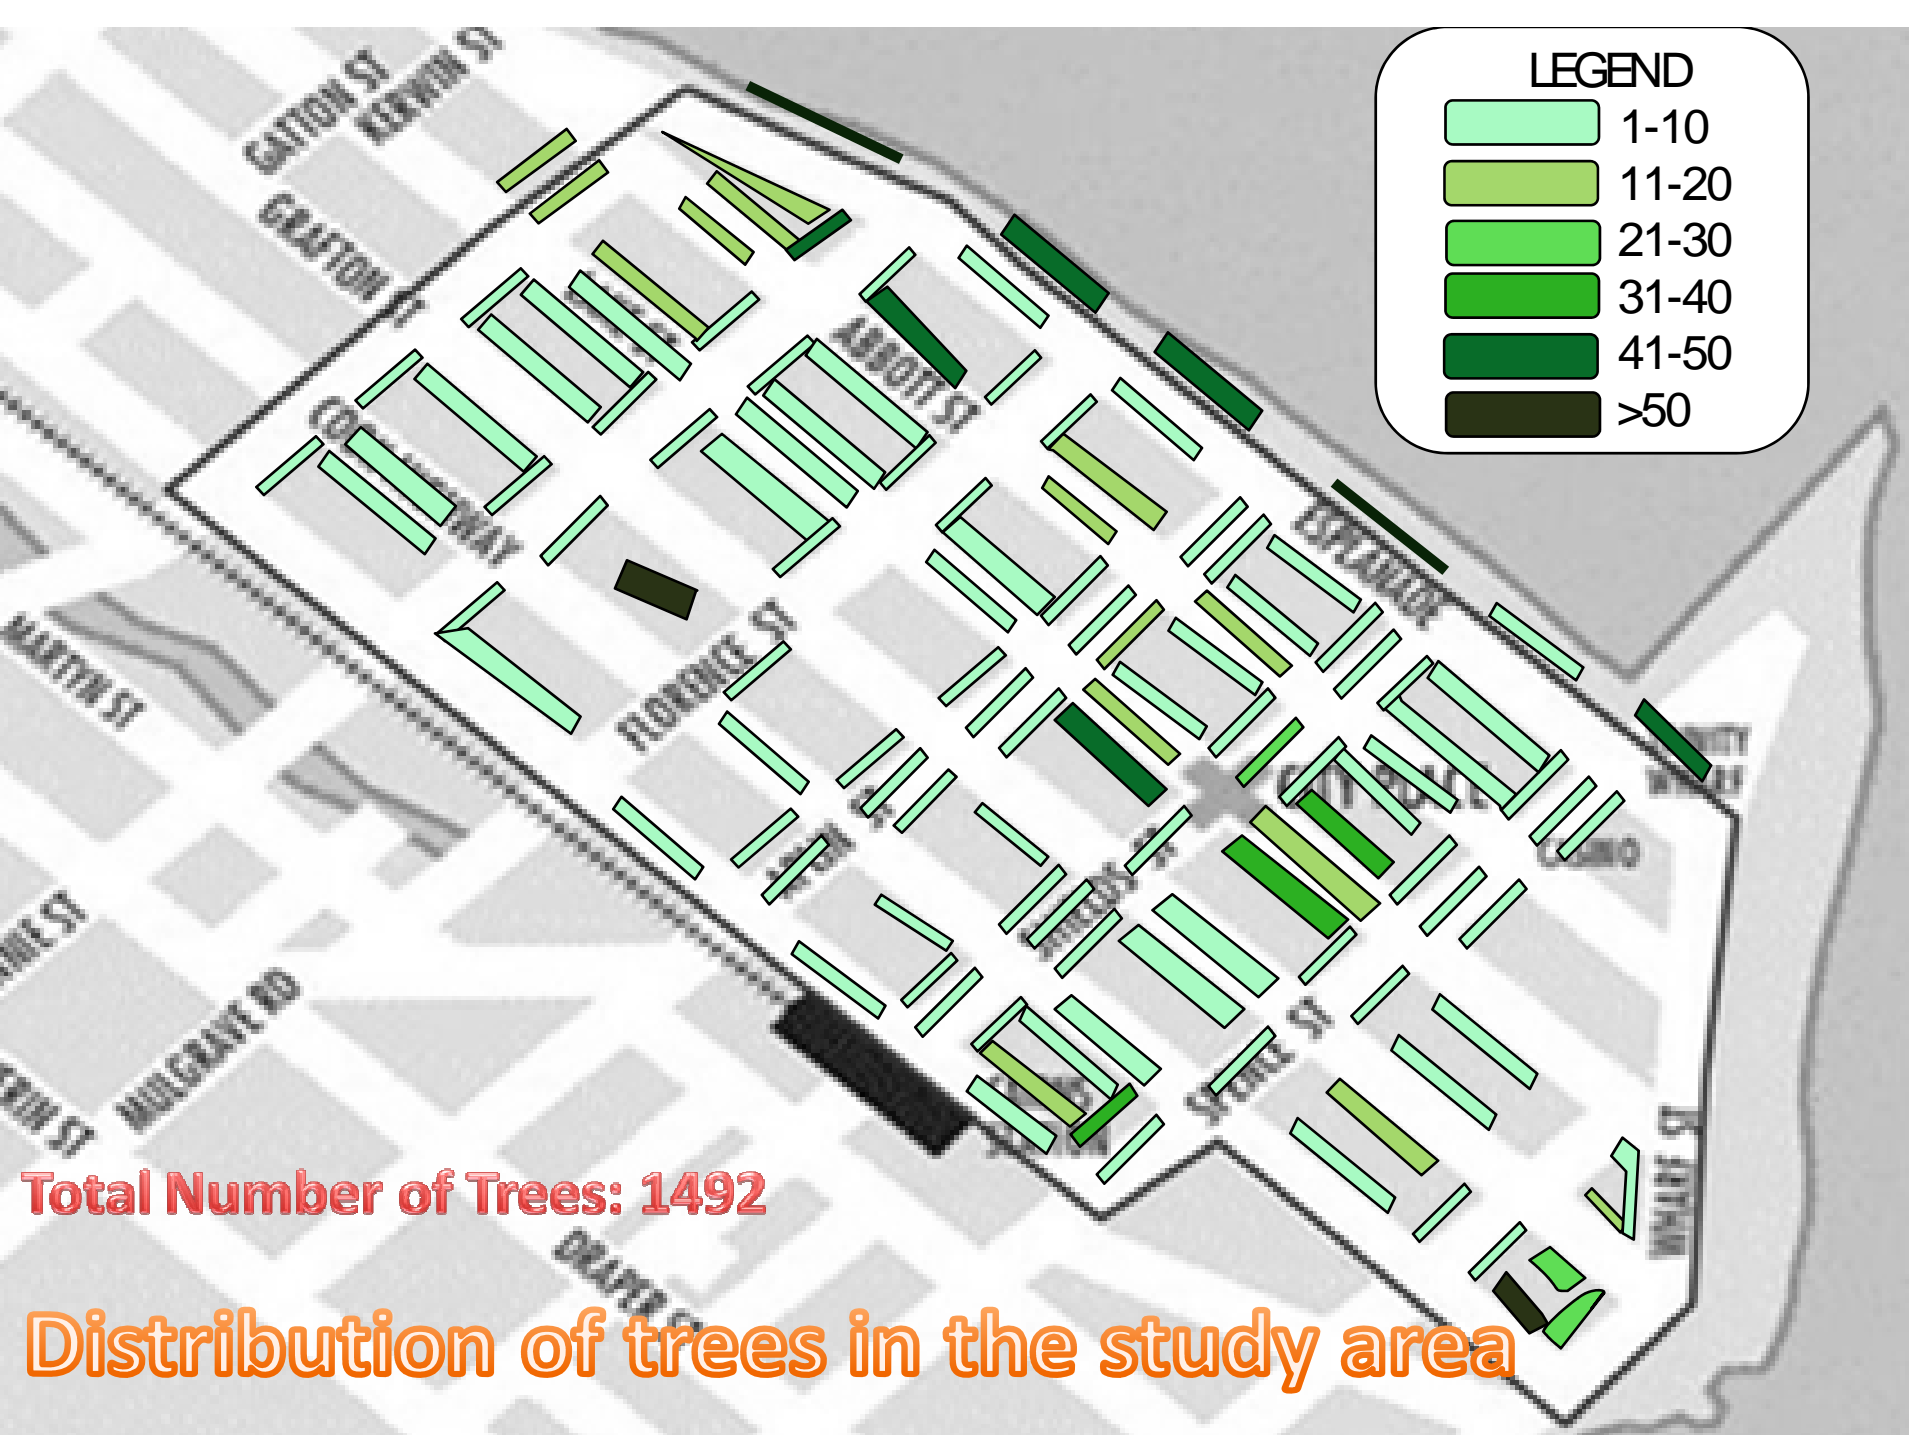 LEGEND
1-10
11-20
21-30
31-40
41-50
>50
GATTON ST
KERWIN ST
GRAFTON ST
ABBOTT ST
ESPLANADE
MARTYN ST
FLORENCE ST
CITY PLACE
WHARF
CASINO
SPENCE ST
MULGRAVE RD
WHARF ST
DRAPER ST
Total Number of Trees: 1492
Distribution of trees in the study area